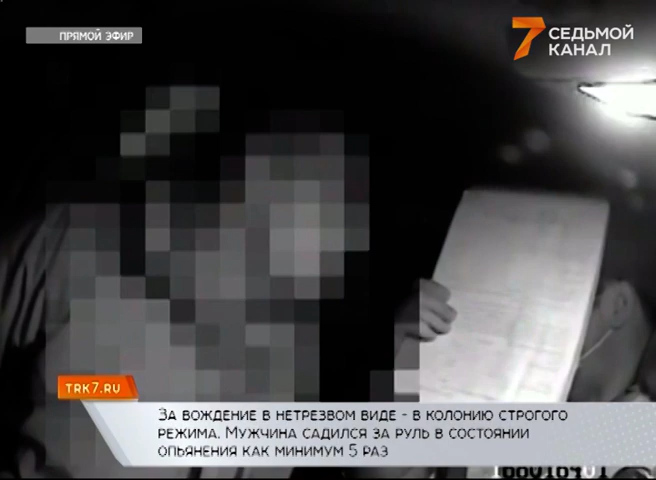 ПРЯМОЙ ЭФИР
7 СЕДЬМОЙ
КАНАЛ
TRK7.RU
За вождение в нетрезвом виде - в колонию строгого
режима. Мужчина садился за руль в состоянии
опьянения как минимум 5 раз